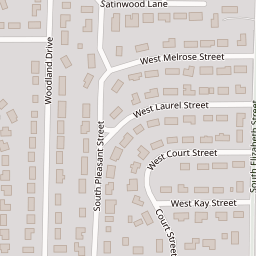 Satinwood Lane
West Melrose Street
Woodland Drive
West Laurel Street
South Pleasant Street
West Court Street
South Elizabeth Street
West Kay Street
Court Street